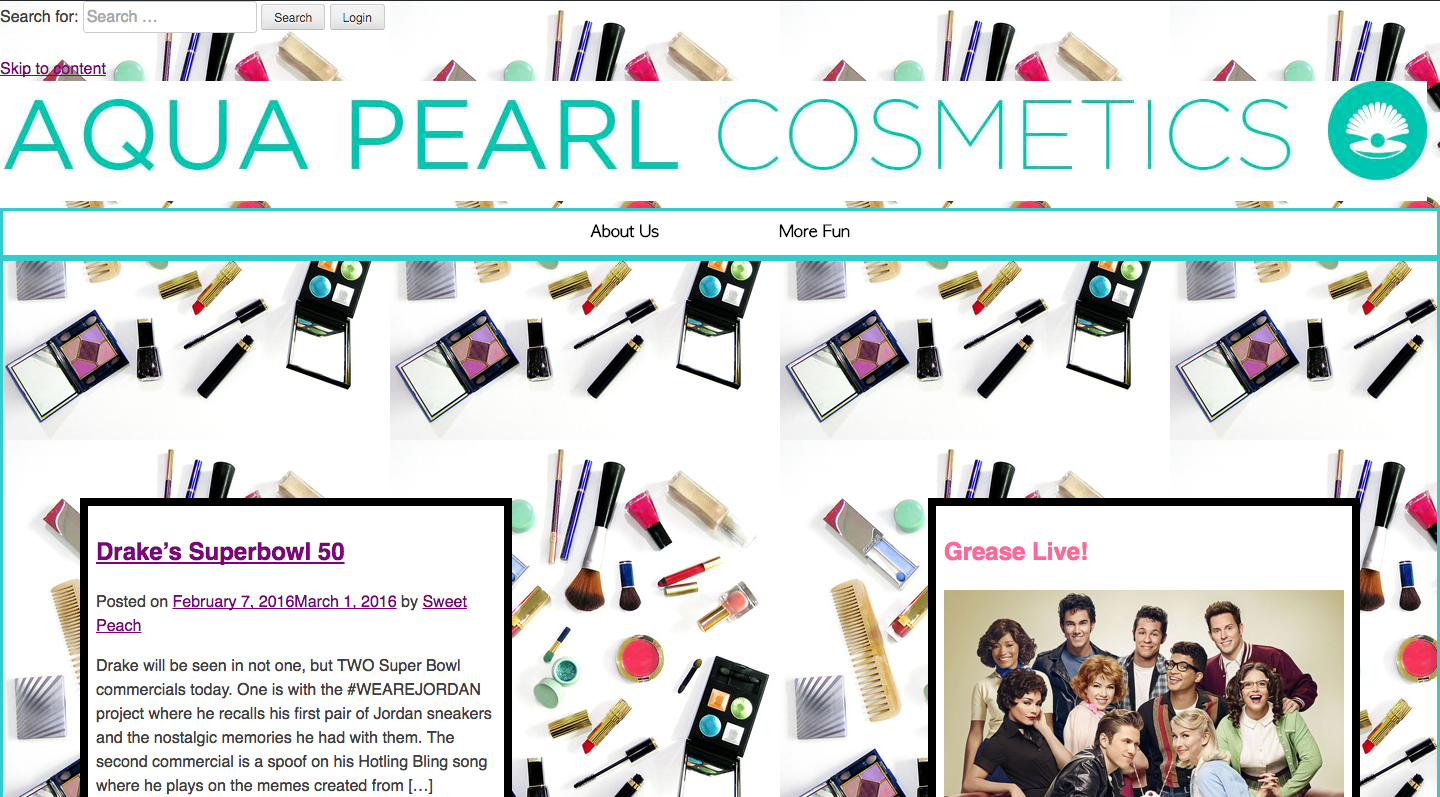 Search for: Search … Search Login
Skip to content
AQUA PEARL COSMETICS
About Us More Fun
Drake’s Superbowl 50
Posted on February 7, 2016March 1, 2016 by Sweet
Peach
Drake will be seen in not one, but TWO Super Bowl
commercials today. One is with the #WEAREJORDAN
project where he recalls his first pair of Jordan sneakers
and the nostalgic memories he had with them. The
second commercial is a spoof on his Hotling Bling song
where he plays on the memes created from […]
Grease Live!